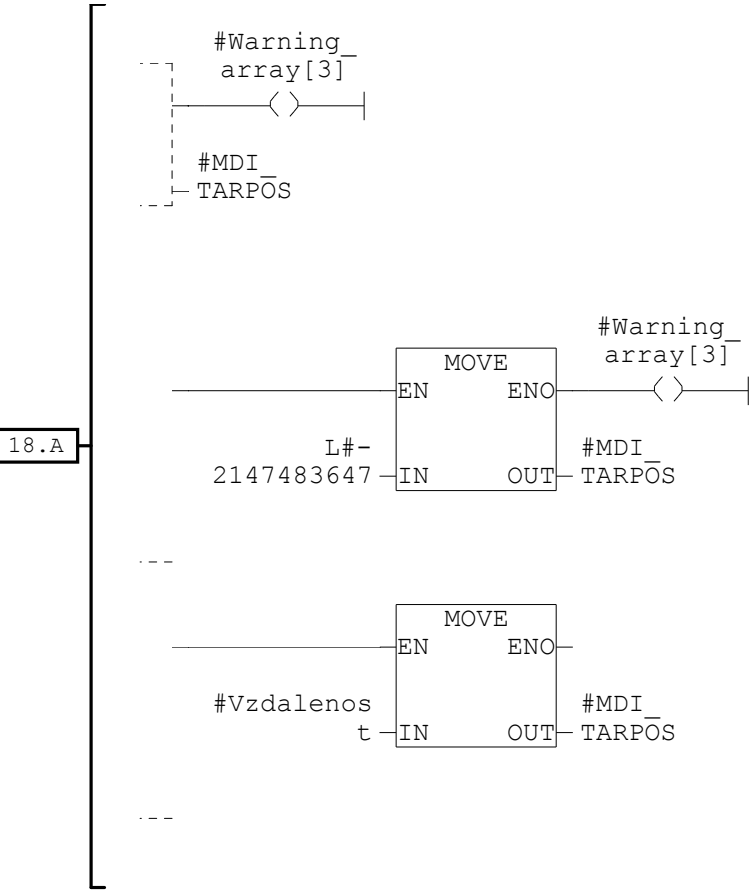 #Warning_
array[3]
#MDI_
TARPOS
#Warning_
array[3]
MOVE
EN ENO
18.A
L#-
2147483647
IN OUT
#MDI_
TARPOS
MOVE
EN ENO
#Vzdalenos
t
IN OUT
#MDI_
TARPOS